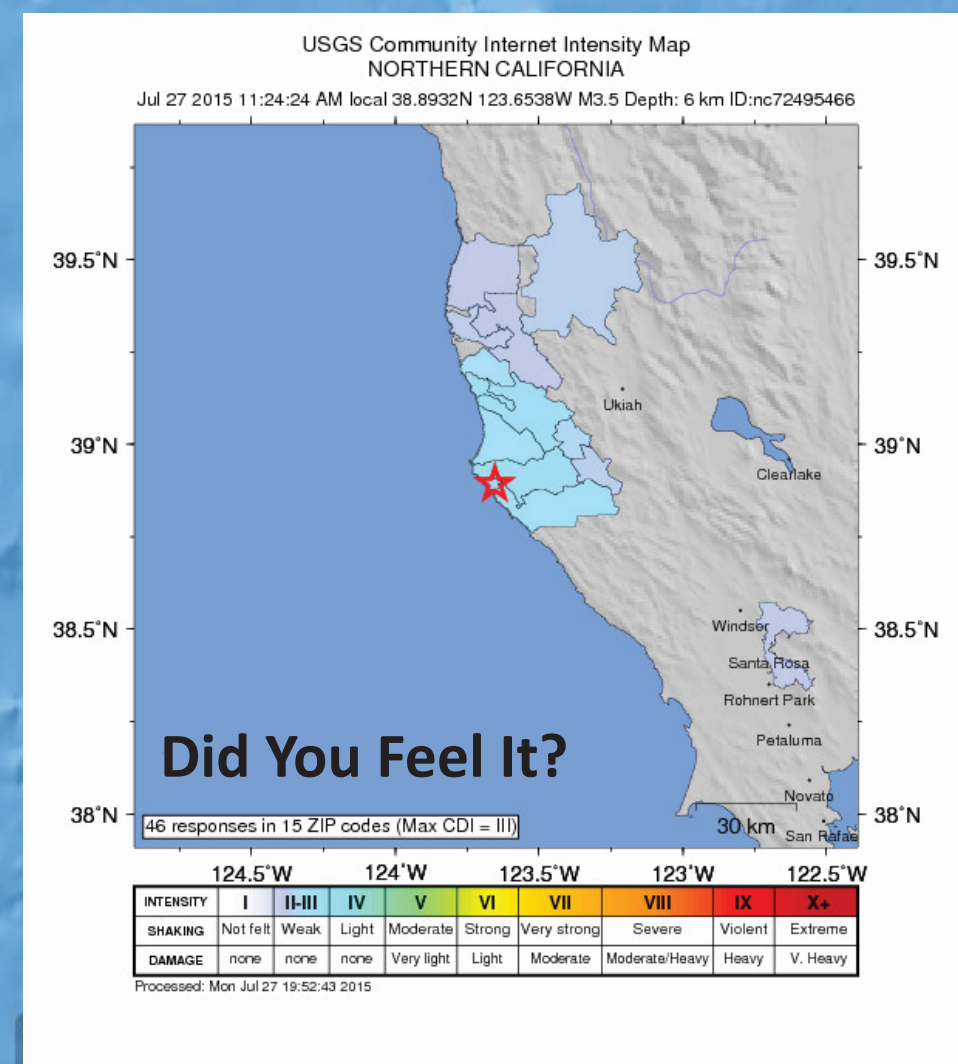 USGS Community Internet Intensity Map
NORTHERN CALIFORNIA
Jul 27 2015 11:24:24 AM local 38.8932N 123.6538W M3.5 Depth: 6 km ID:nc72495466
39.5˚N 39.5˚N
Ukiah
39˚N 39˚N
Clearlake
Windsor
38.5˚N 38.5˚N
Santa Rosa
Rohnert Park
Petaluma
Did You Feel It?
Novato
38˚N 38˚N
46 responses in 15 ZIP codes (Max CDI = III)
30 km
San Rafae
124.5˚W 124˚W 123.5˚W 123˚W 122.5˚W
INTENSITY I II-III IV V VI VII VIII IX X+
SHAKING Not felt Weak Light Moderate Strong Very strong Severe Violent Extreme
DAMAGE none none none Very light Light Moderate Moderate/Heavy Heavy V. Heavy
Processed: Mon Jul 27 19:52:43 2015